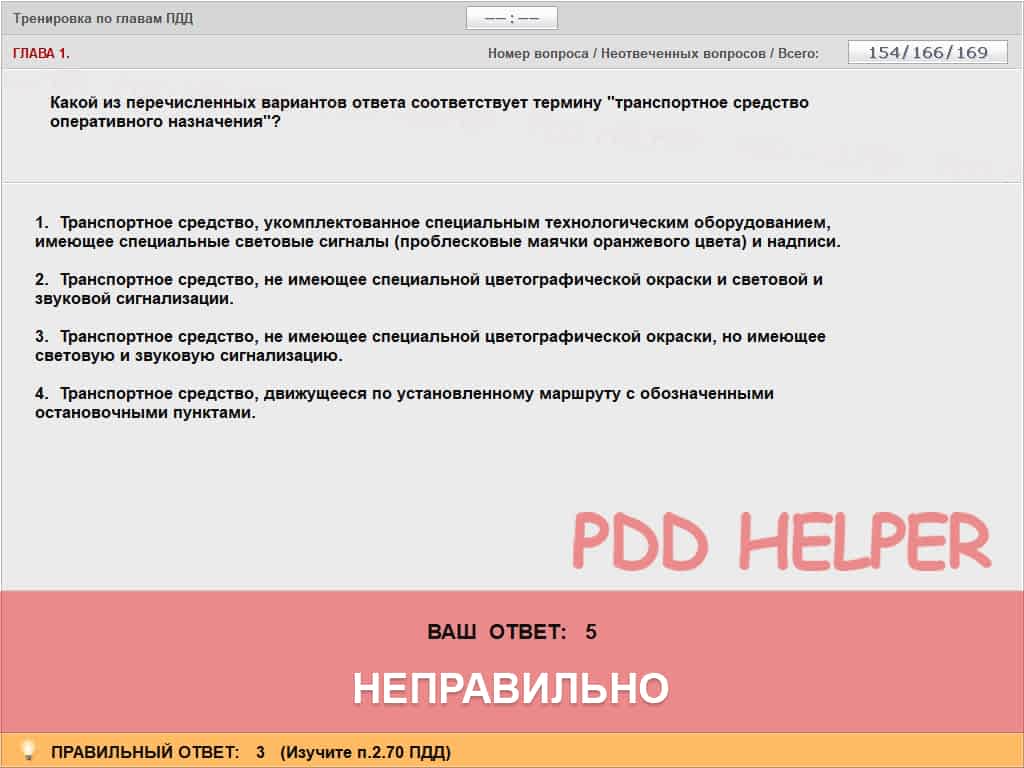 Тренировка по главам ПДД
—— : ——
ГЛАВА 1.
Номер вопроса / Неотвеченных вопросов / Всего:
154/166/169
Какой из перечисленных вариантов ответа соответствует термину "транспортное средство
оперативного назначения"?
1. Транспортное средство, укомплектованное специальным технологическим оборудованием,
имеющее специальные световые сигналы (проблесковые маячки оранжевого цвета) и надписи.
2. Транспортное средство, не имеющее специальной цветографической окраски и световой и
звуковой сигнализации.
3. Транспортное средство, не имеющее специальной цветографической окраски, но имеющее
световую и звуковую сигнализацию.
4. Транспортное средство, движущееся по установленному маршруту с обозначенными
остановочными пунктами.
PDD HELPER
ВАШ ОТВЕТ: 5
НЕПРАВИЛЬНО
ПРАВИЛЬНЫЙ ОТВЕТ: 3 (Изучите п.2.70 ПДД)